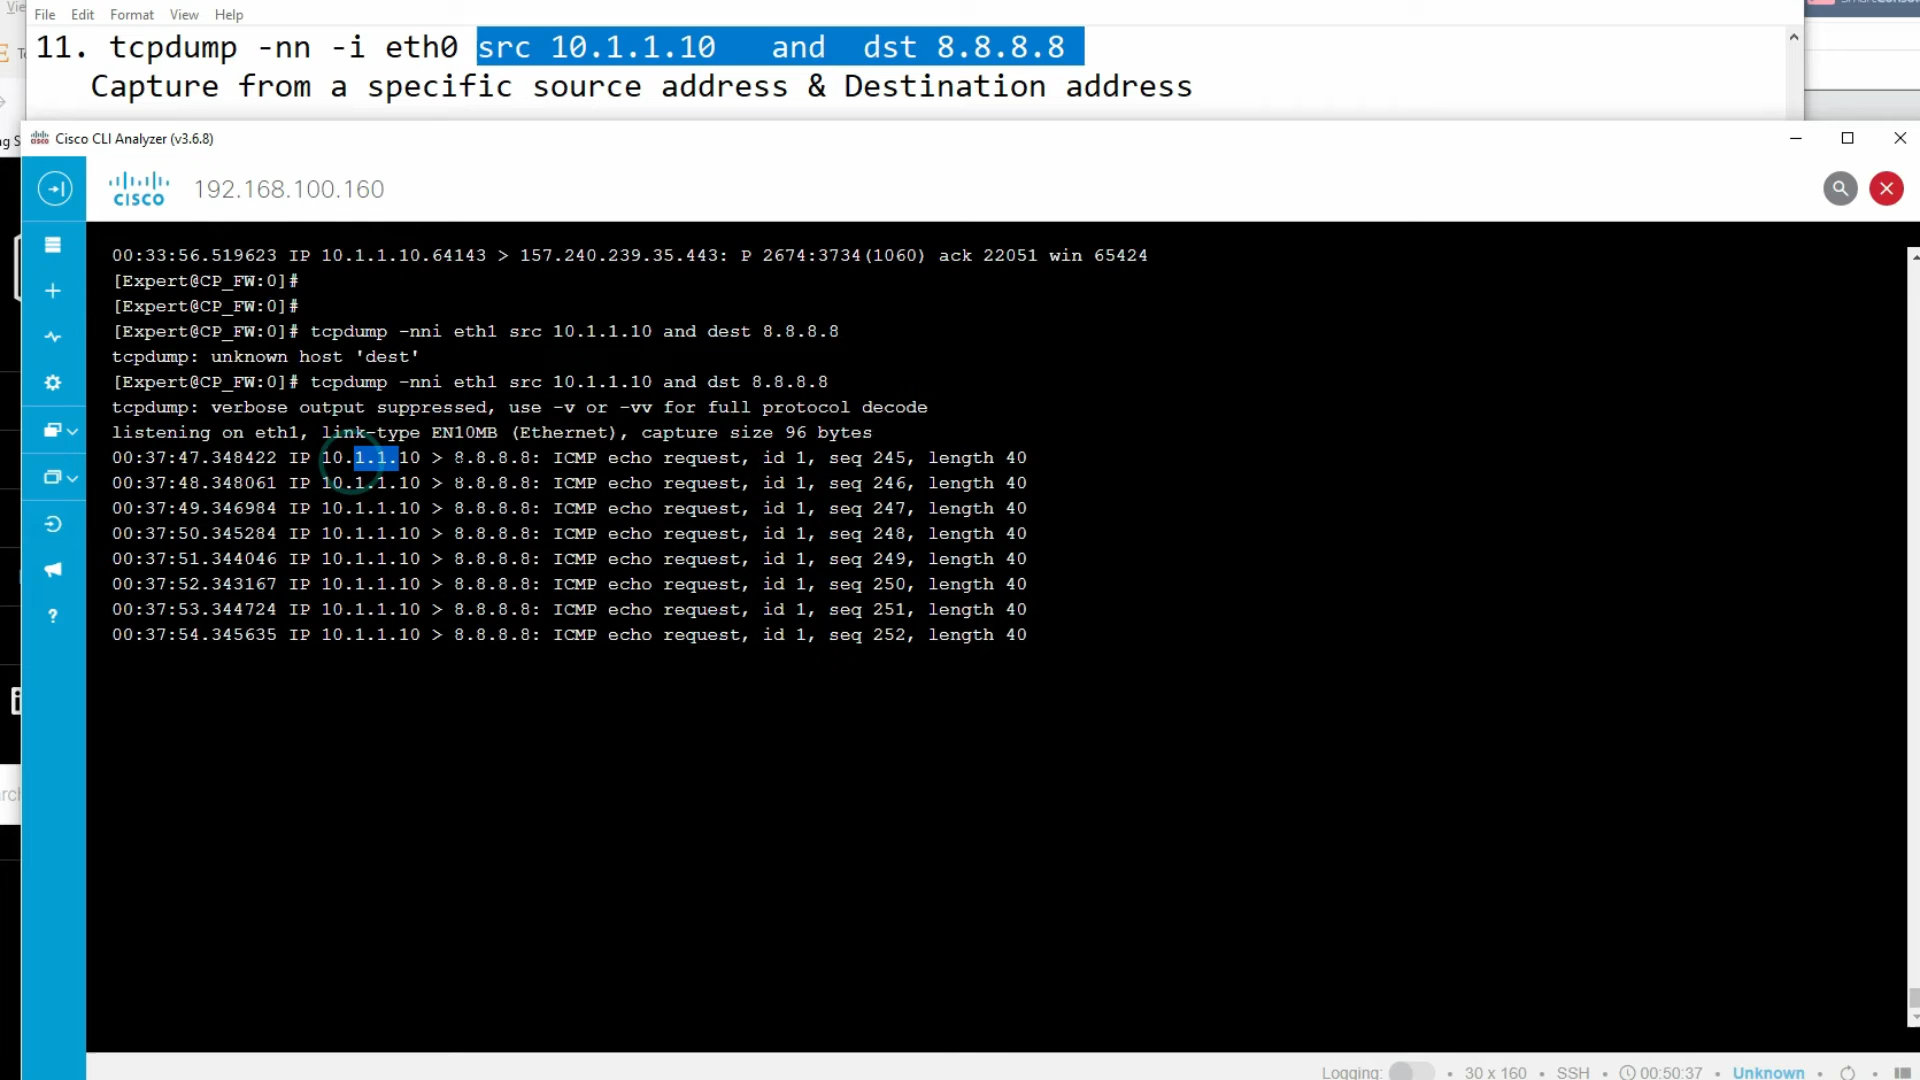 File Edit Format View Help
11. tcpdump -nn -i eth0 src 10.1.1.10 and dst 8.8.8.8
Capture from a specific source address & Destination address
Cisco CLI Analyzer (v3.6.8)
CISCO 192.168.100.160
00:33:56.519623 IP 10.1.1.10.64143 > 157.240.239.35.443: P 2674:3734(1060) ack 22051 win 65424
[Expert@CP_FW:0]#
[Expert@CP_FW:0]#
[Expert@CP_FW:0]# tcpdump -nni eth1 src 10.1.1.10 and dest 8.8.8.8
tcpdump: unknown host 'dest'
[Expert@CP_FW:0]# tcpdump -nni eth1 src 10.1.1.10 and dst 8.8.8.8
tcpdump: verbose output suppressed, use -v or -vv for full protocol decode
listening on eth1, link-type EN10MB (Ethernet), capture size 96 bytes
00:37:47.348422 IP 10.1.1.10 > 8.8.8.8: ICMP echo request, id 1, seq 245, length 40
00:37:48.348061 IP 10.1.1.10 > 8.8.8.8: ICMP echo request, id 1, seq 246, length 40
00:37:49.346984 IP 10.1.1.10 > 8.8.8.8: ICMP echo request, id 1, seq 247, length 40
00:37:50.345284 IP 10.1.1.10 > 8.8.8.8: ICMP echo request, id 1, seq 248, length 40
00:37:51.344046 IP 10.1.1.10 > 8.8.8.8: ICMP echo request, id 1, seq 249, length 40
00:37:52.343167 IP 10.1.1.10 > 8.8.8.8: ICMP echo request, id 1, seq 250, length 40
00:37:53.344724 IP 10.1.1.10 > 8.8.8.8: ICMP echo request, id 1, seq 251, length 40
00:37:54.345635 IP 10.1.1.10 > 8.8.8.8: ICMP echo request, id 1, seq 252, length 40
Logging: • 30 x 160 • SSH • 00:50:37 • Unknown •